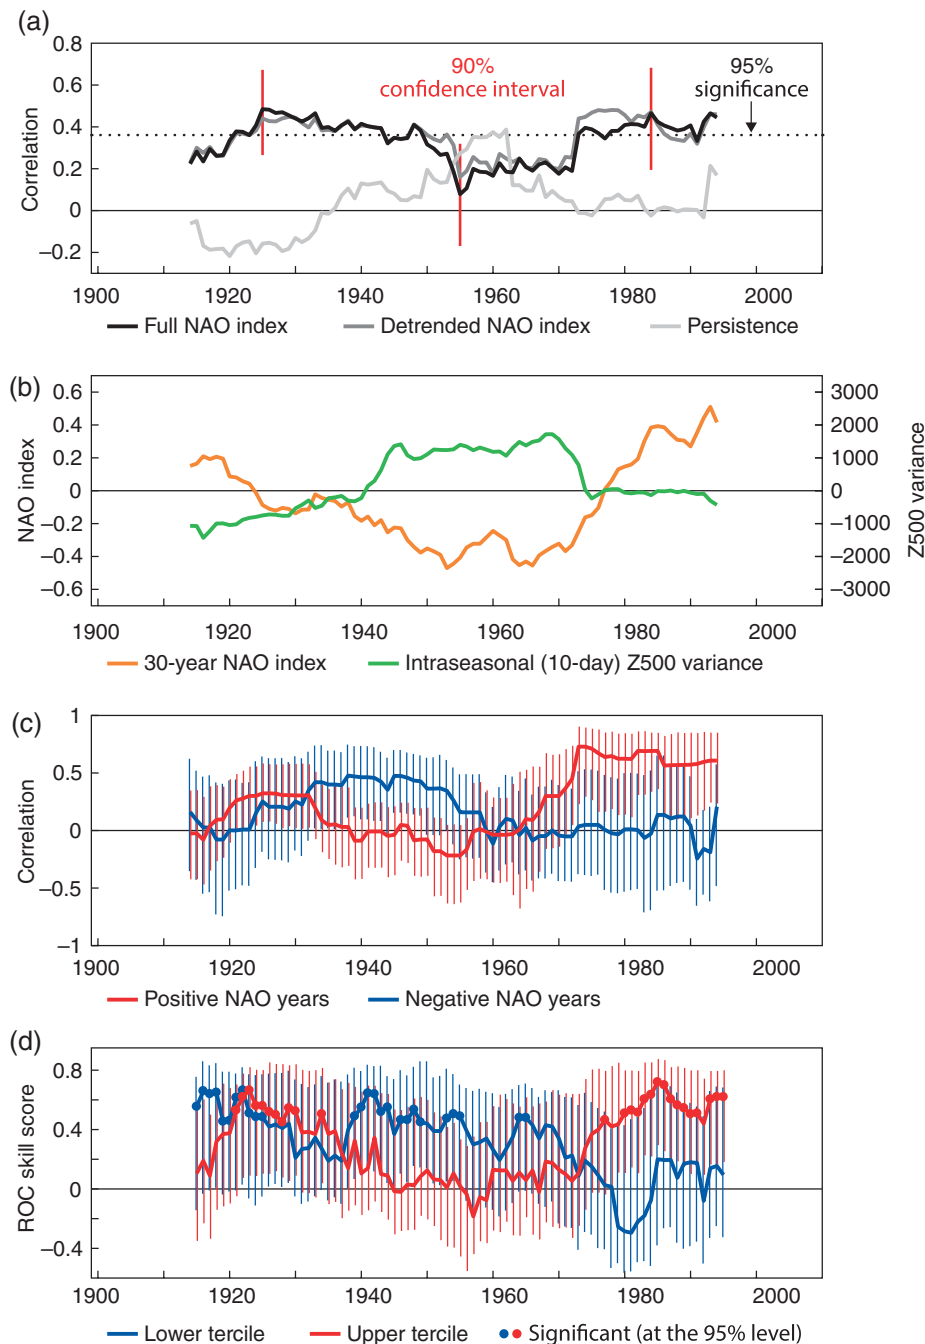 (a)
0.8
0.6
0.4
0.2
0
−0.2
Correlation
90%
confidence interval
95%
significance
1900 1920 1940 1960 1980 2000
Full NAO index Detrended NAO index Persistence
(b)
0.6
0.4
0.2
0
−0.2
−0.4
−0.6
NAO index
3000
2000
1000
0
−1000
−2000
−3000
Z500 variance
1900 1920 1940 1960 1980 2000
30-year NAO index Intraseasonal (10-day) Z500 variance
(c)
1
0.5
0
−0.5
−1
Correlation
1900 1920 1940 1960 1980 2000
Positive NAO years Negative NAO years
(d)
0.8
0.4
0
−0.4
ROC skill score
1900 1920 1940 1960 1980 2000
Lower tercile Upper tercile Significant (at the 95% level)